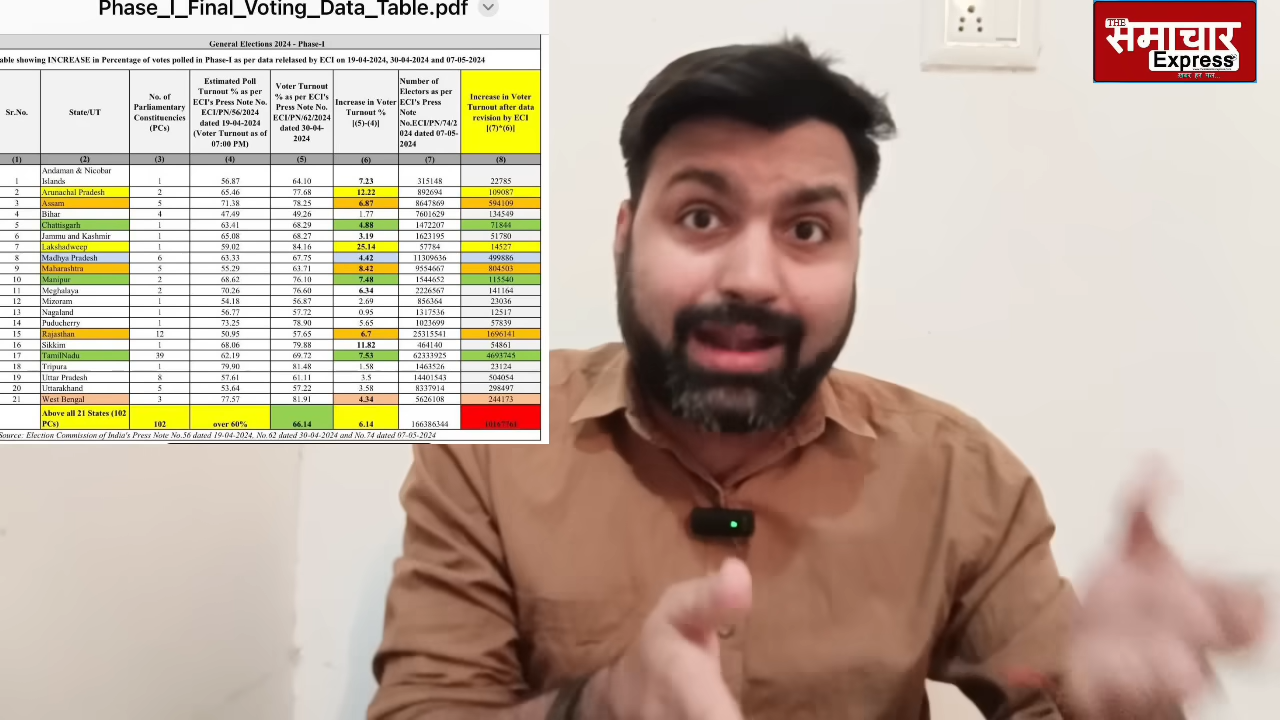 Phase_I_Final_Voting_Data_Table.pdf
THE
समाचार
Express
General Elections 2024 - Phase-I
able showing INCREASE in Percentage of votes polled in Phase-I as per data relelased by ECI on 19-04-2024, 30-04-2024 and 07-05-2024
Sr.No. State/UT No. of Parliamentary Constituencies (PCs) Estimated Poll Turnout % as per ECI's Press Note No. ECI/PN/56/2024 dated 19-04-2024 (Voter Turnout as of 07:00 PM) Voter Turnout % as per ECI's Press Note No. ECI/PN/62/2024 dated 30-04-2024 Increase in Voter Turnout % [(5)-(4)] Number of Electors as per ECI's Press Note No.ECI/PN/74/2024 dated 07-05-2024 Increase in Voter Turnout after data revision by ECI [(7)*(6)]
(1) (2) (3) (4) (5) (6) (7) (8)
1 Andaman & Nicobar Islands 1 56.87 64.10 7.23 315148 22785
2 Arunachal Pradesh 2 65.46 77.68 12.22 892694 109087
3 Assam 5 71.38 78.25 6.87 8647869 594109
4 Bihar 4 47.49 49.26 1.77 7601629 134549
5 Chattisgarh 1 63.41 68.29 4.88 1472207 71844
6 Jammu and Kashmir 1 65.08 68.27 3.19 1623195 51780
7 Lakshadweep 1 59.02 84.16 25.14 57784 14527
8 Madhya Pradesh 6 63.33 67.75 4.42 11309636 499886
9 Maharashtra 5 55.29 63.71 8.42 9554667 804503
10 Manipur 2 68.62 76.10 7.48 1544652 115540
11 Meghalaya 2 70.26 76.60 6.34 2226567 141164
12 Mizoram 1 54.18 56.87 2.69 856364 23036
13 Nagaland 1 56.77 57.72 0.95 1317536 12517
14 Puducherry 1 73.25 78.90 5.65 1023699 57839
15 Rajasthan 12 50.95 57.65 6.7 25315541 1696141
16 Sikkim 1 68.06 79.88 11.82 464140 54861
17 TamilNadu 39 62.19 69.72 7.53 62333925 4693745
18 Tripura 1 79.90 81.48 1.58 1463526 23124
19 Uttar Pradesh 8 57.61 61.11 3.5 14401543 504054
20 Uttarakhand 5 53.64 57.22 3.58 8337914 298497
21 West Bengal 3 77.57 81.91 4.34 5626108 244173
Above all 21 States (102 PCs) 102 over 60% 66.14 6.14 166386344
Source: Election Commission of India's Press Note No.56 dated 19-04-2024, No.62 dated 30-04-2024 and No.74 dated 07-05-2024